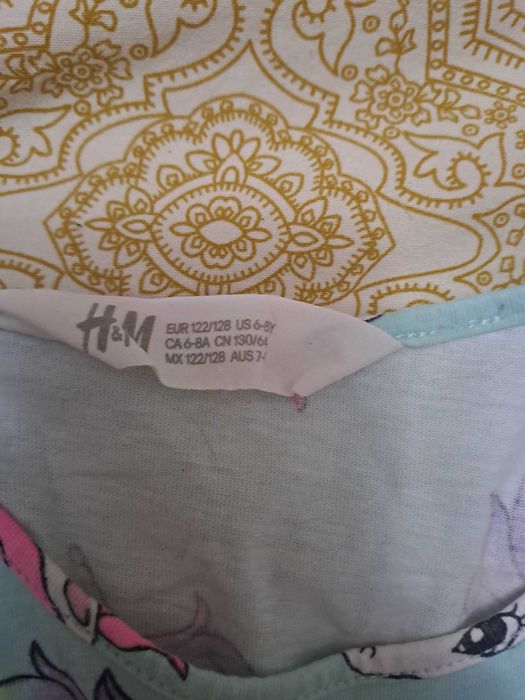 H&M
EUR 122/128 US 6-8Y
CA 6-8A CN 130/64
MX 122/128 AUS 7-